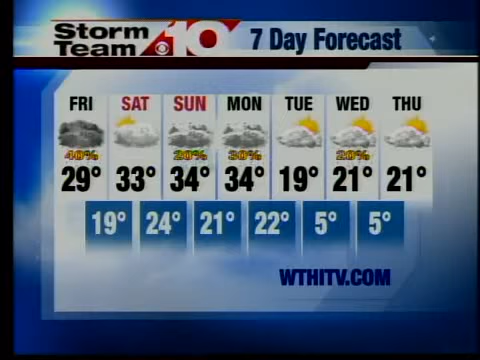 Storm
Team
10
7 Day Forecast
FRI SAT SUN MON TUE WED THU
40% 20% 30% 20%
29° 33° 34° 34° 19° 21° 21°
19° 24° 21° 22° 5° 5°
WTHITV.COM